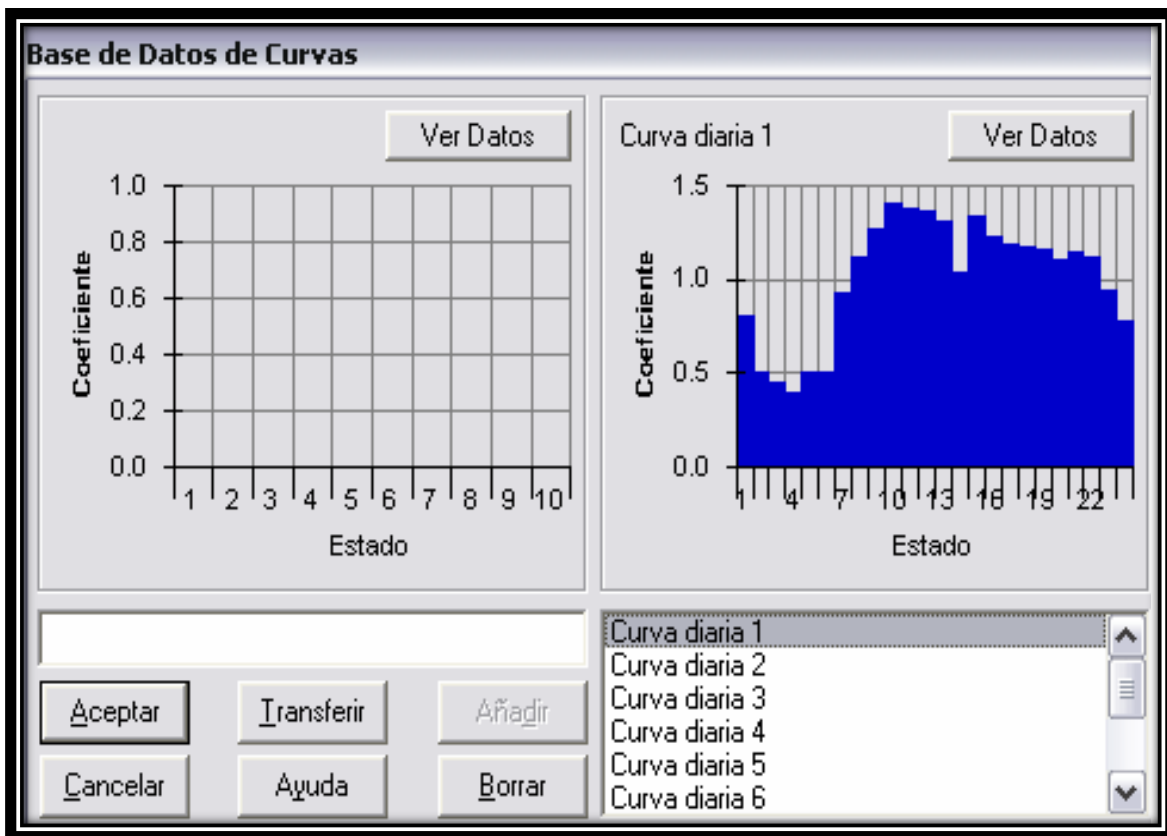 Base de Datos de Curvas
Ver Datos
1.0
0.8
0.6
0.4
0.2
0.0
Coeficiente
1 2 3 4 5 6 7 8 9 10
Estado
Curva diaria 1
Ver Datos
1.5
1.0
0.5
0.0
Coeficiente
1 4 7 10 13 16 19 22
Estado
Curva diaria 1
Curva diaria 2
Curva diaria 3
Curva diaria 4
Curva diaria 5
Curva diaria 6
Aceptar Transferir Añadir
Cancelar Ayuda Borrar